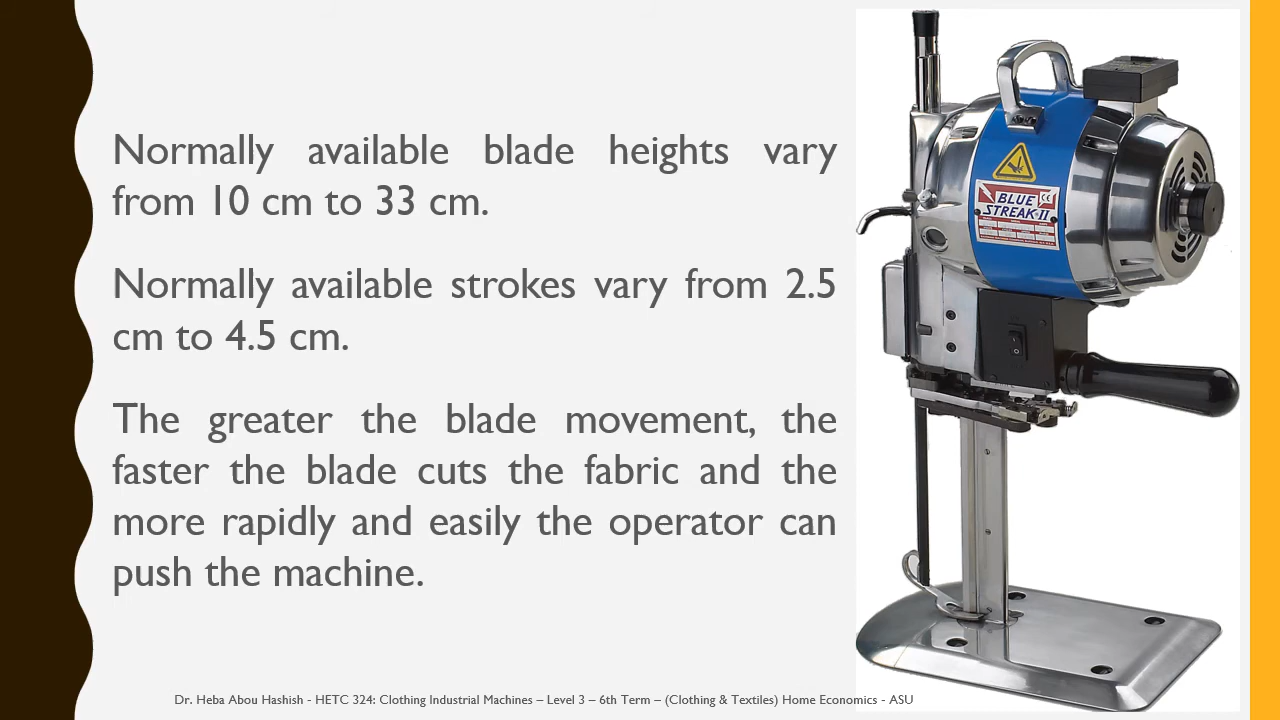 Normally available blade heights vary
from 10 cm to 33 cm.
Normally available strokes vary from 2.5
cm to 4.5 cm.
The greater the blade movement, the
faster the blade cuts the fabric and the
more rapidly and easily the operator can
push the machine.
BLUE
STREAK II
CE
Dr. Heba Abou Hashish - HETC 324: Clothing Industrial Machines – Level 3 – 6th Term – (Clothing & Textiles) Home Economics - ASU